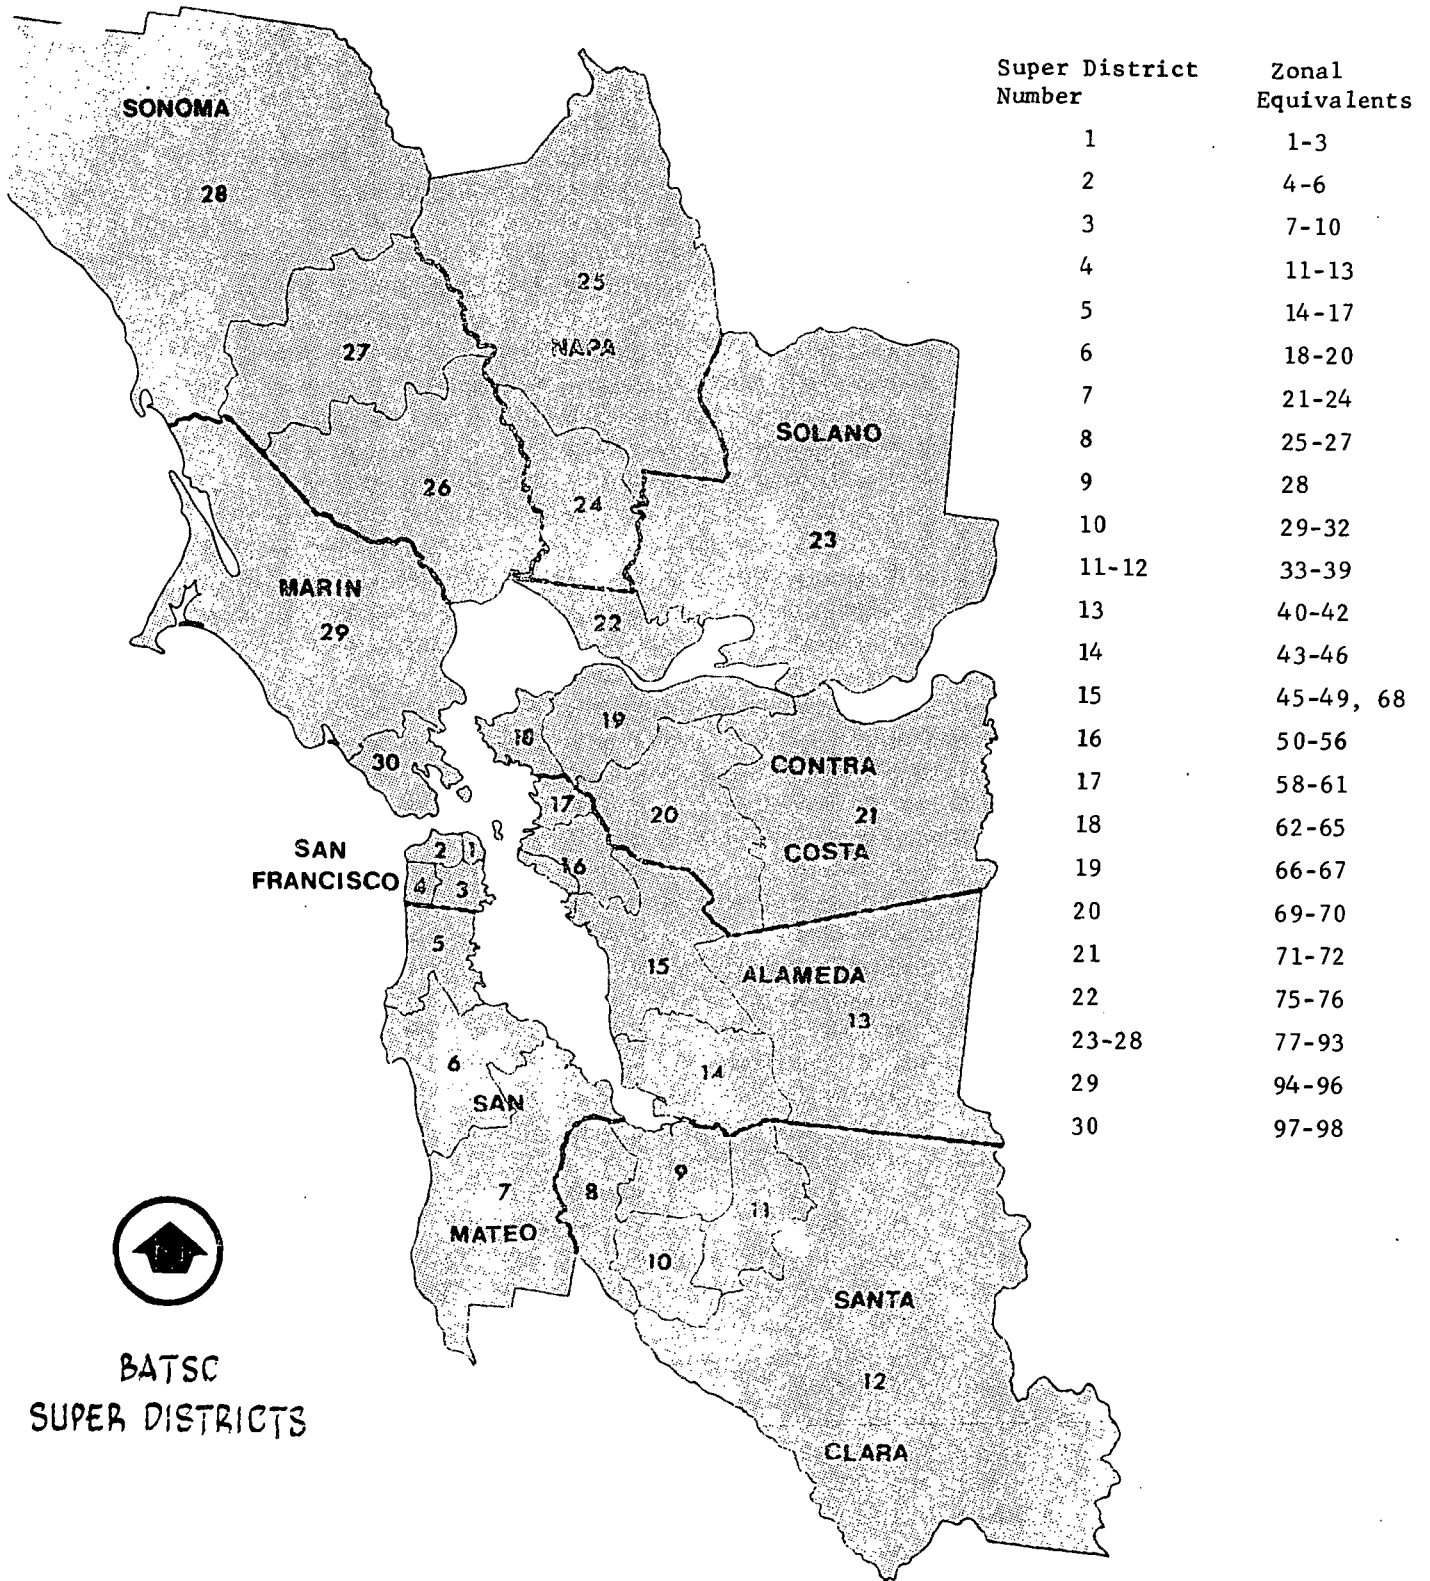 Super District Zonal
Number Equivalents
1 1-3
2 4-6
3 7-10
4 11-13
5 14-17
6 18-20
7 21-24
8 25-27
9 28
10 29-32
11-12 33-39
13 40-42
14 43-46
15 45-49, 68
16 50-56
17 58-61
18 62-65
19 66-67
20 69-70
21 71-72
22 75-76
23-28 77-93
29 94-96
30 97-98
SONOMA
28
25
NAPA
27
SOLANO
26
24
23
MARIN
29
22
19
18
30
CONTRA
17
20
21
COSTA
SAN
FRANCISCO
2
1
4
3
16
5
15
ALAMEDA
13
6
14
SAN
7
MATEO
8
9
11
10
SANTA
12
CLARA
BATSC
SUPER DISTRICTS